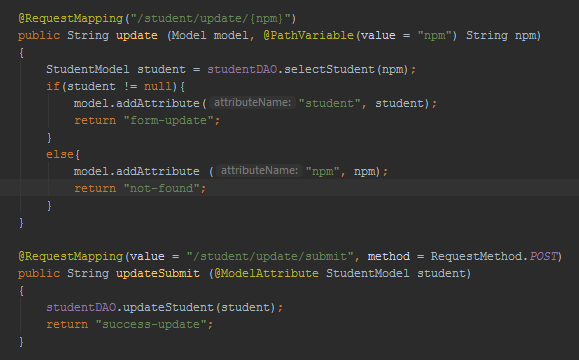 @RequestMapping("/student/update/{npm}")
public String update (Model model, @PathVariable(value = "npm") String npm)
{
StudentModel student = studentDAO.selectStudent(npm);
if(student != null){
model.addAttribute( attributeName: "student", student);
return "form-update";
}
else{
model.addAttribute ( attributeName: "npm", npm);
return "not-found";
}
}
@RequestMapping(value = "/student/update/submit", method = RequestMethod.POST)
public String updateSubmit (@ModelAttribute StudentModel student)
{
studentDAO.updateStudent(student);
return "success-update";
}